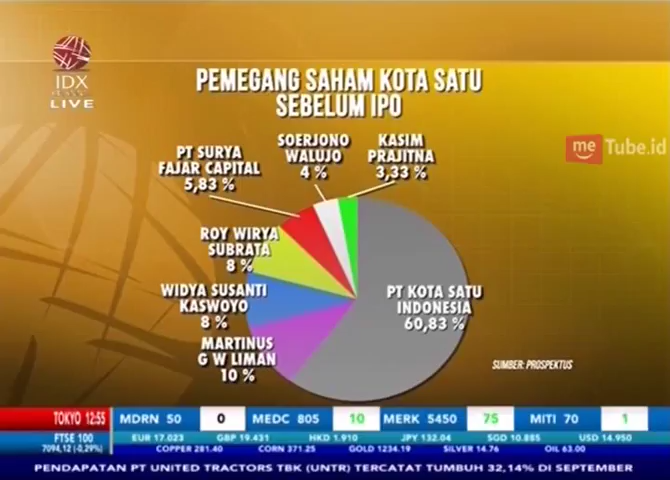 IDX
LIVE
PEMEGANG SAHAM KOTA SATU
SEBELUM IPO
me Tube.id
PT SURYA
FAJAR CAPITAL
5,83 %
SOERJONO
WALUJO
4 %
KASIM
PRAJITNA
3,33 %
ROY WIRYA
SUBRATA
8 %
WIDYA SUSANTI
KASWOYO
8 %
MARTINUS
G W LIMAN
10 %
PT KOTA SATU
INDONESIA
60,83 %
SUMBER: PROSPEKTUS
TOKYO 12:55 MDRN 50 0 MEDC 805 10 MERK 5450 75 MITI 70 1
FTSE 100 EUR 17.023 GBP 19.431 HKD 1.910 JPY 132.04 SGD 10.885 USD 14.950
7094,12 (-0,29%) COPPER 281.40 CORN 371.25 GOLD 1234.19 SILVER 14.76 OIL 63.00
PENDAPATAN PT UNITED TRACTORS TBK (UNTR) TERCATAT TUMBUH 32,14% DI SEPTEMBER